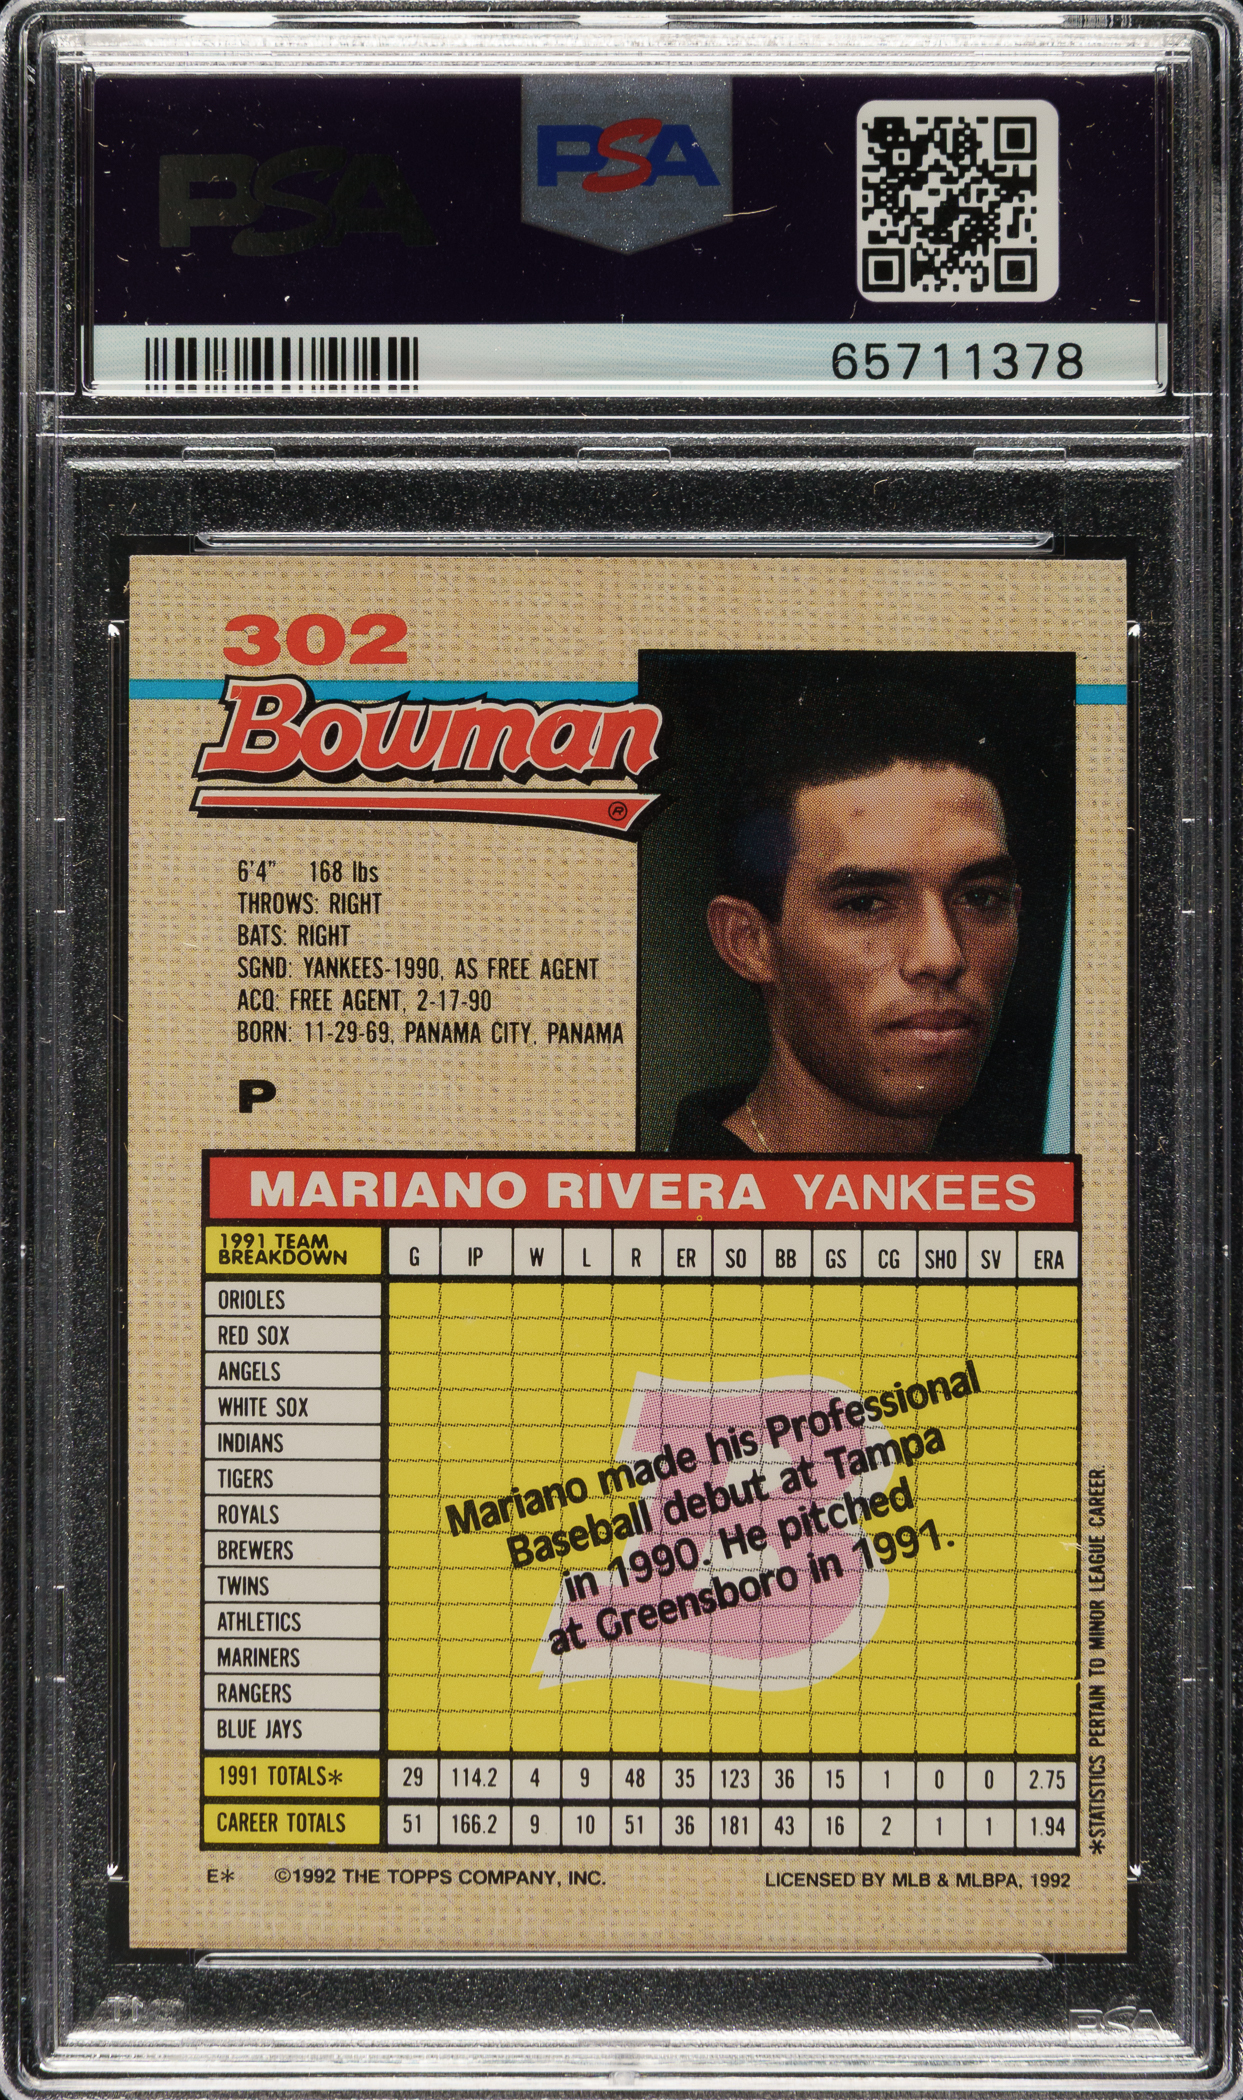 PSA
PSA
65711378
302
Bowman
®
6'4" 168 lbs
THROWS: RIGHT
BATS: RIGHT
SGND: YANKEES-1990, AS FREE AGENT
ACQ: FREE AGENT, 2-17-90
BORN: 11-29-69, PANAMA CITY, PANAMA
P
MARIANO RIVERA YANKEES
1991 TEAM
BREAKDOWN G IP W L R ER SO BB GS CG SHO SV ERA
ORIOLES
RED SOX
ANGELS
WHITE SOX
INDIANS
TIGERS
ROYALS
BREWERS
TWINS
ATHLETICS
MARINERS
RANGERS
BLUE JAYS
B
Mariano made his Professional
Baseball debut at Tampa
in 1990. He pitched
at Greensboro in 1991.
1991 TOTALS* 29 114.2 4 9 48 35 123 36 15 1 0 0 2.75
CAREER TOTALS 51 166.2 9 10 51 36 181 43 16 2 1 1 1.94
*STATISTICS PERTAIN TO MINOR LEAGUE CAREER.
E* ©1992 THE TOPPS COMPANY, INC. LICENSED BY MLB & MLBPA, 1992
PSA